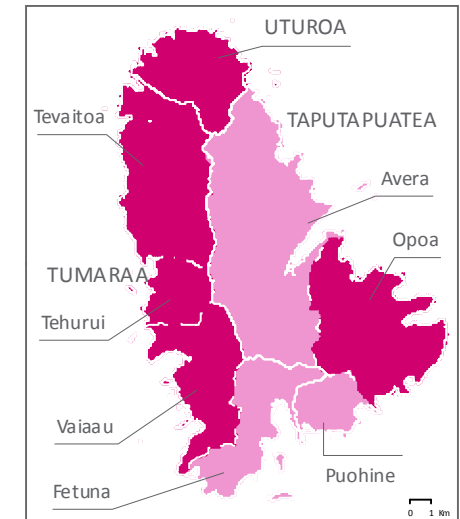 UTUROA
Tevaitoa
TAPUTAPUATEA
Avera
Opoa
TUMARAA
Tehurui
Vaiaau
Puohine
Fetuna
0 1 Km